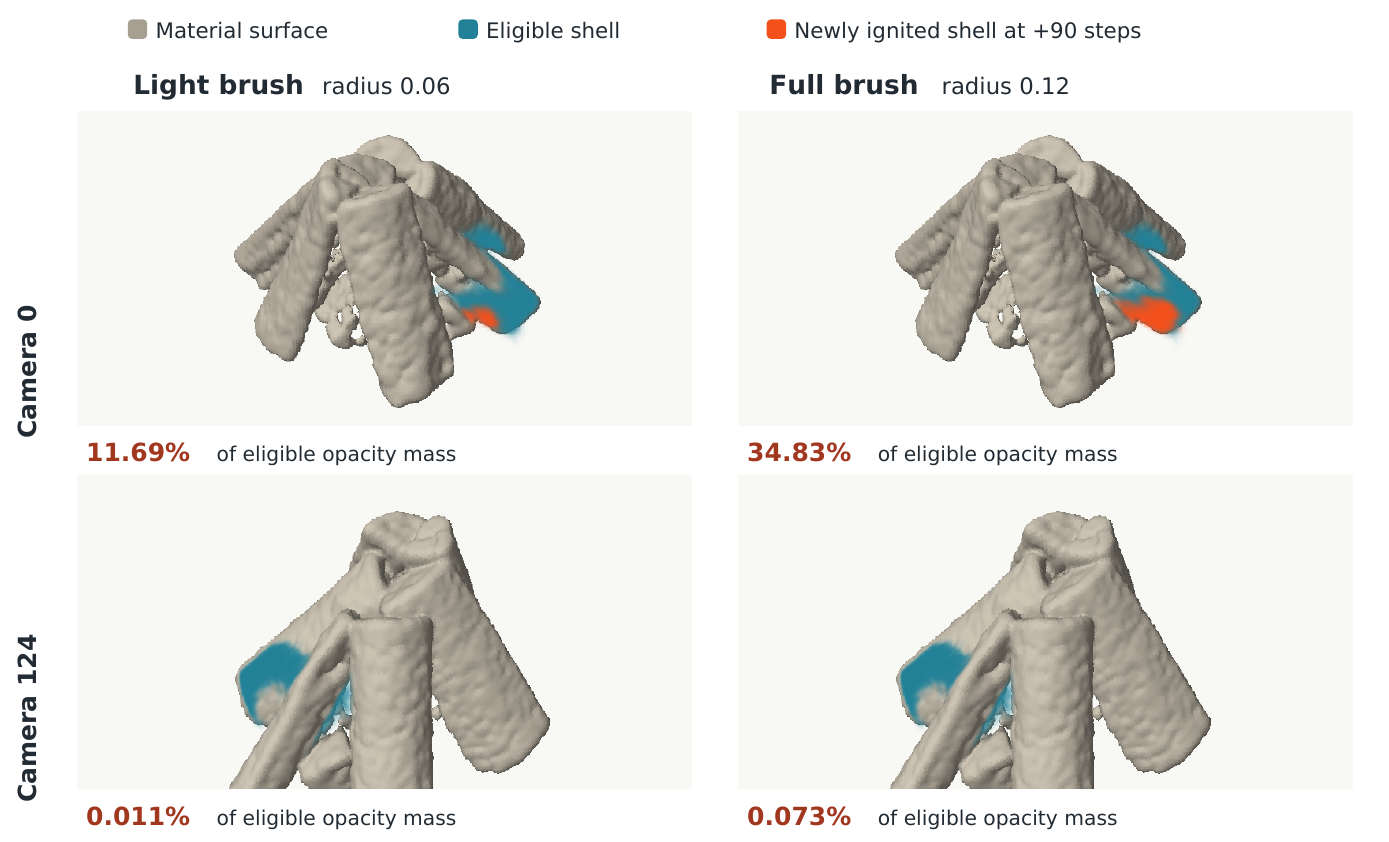 Material surface Eligible shell Newly ignited shell at +90 steps
Light brush radius 0.06 Full brush radius 0.12
Camera 0
11.69% of eligible opacity mass 34.83% of eligible opacity mass
Camera 124
0.011% of eligible opacity mass 0.073% of eligible opacity mass